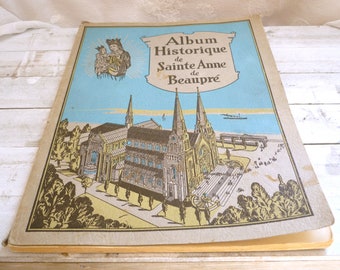 Album
Historique
de
Sainte Anne
de
Beaupré